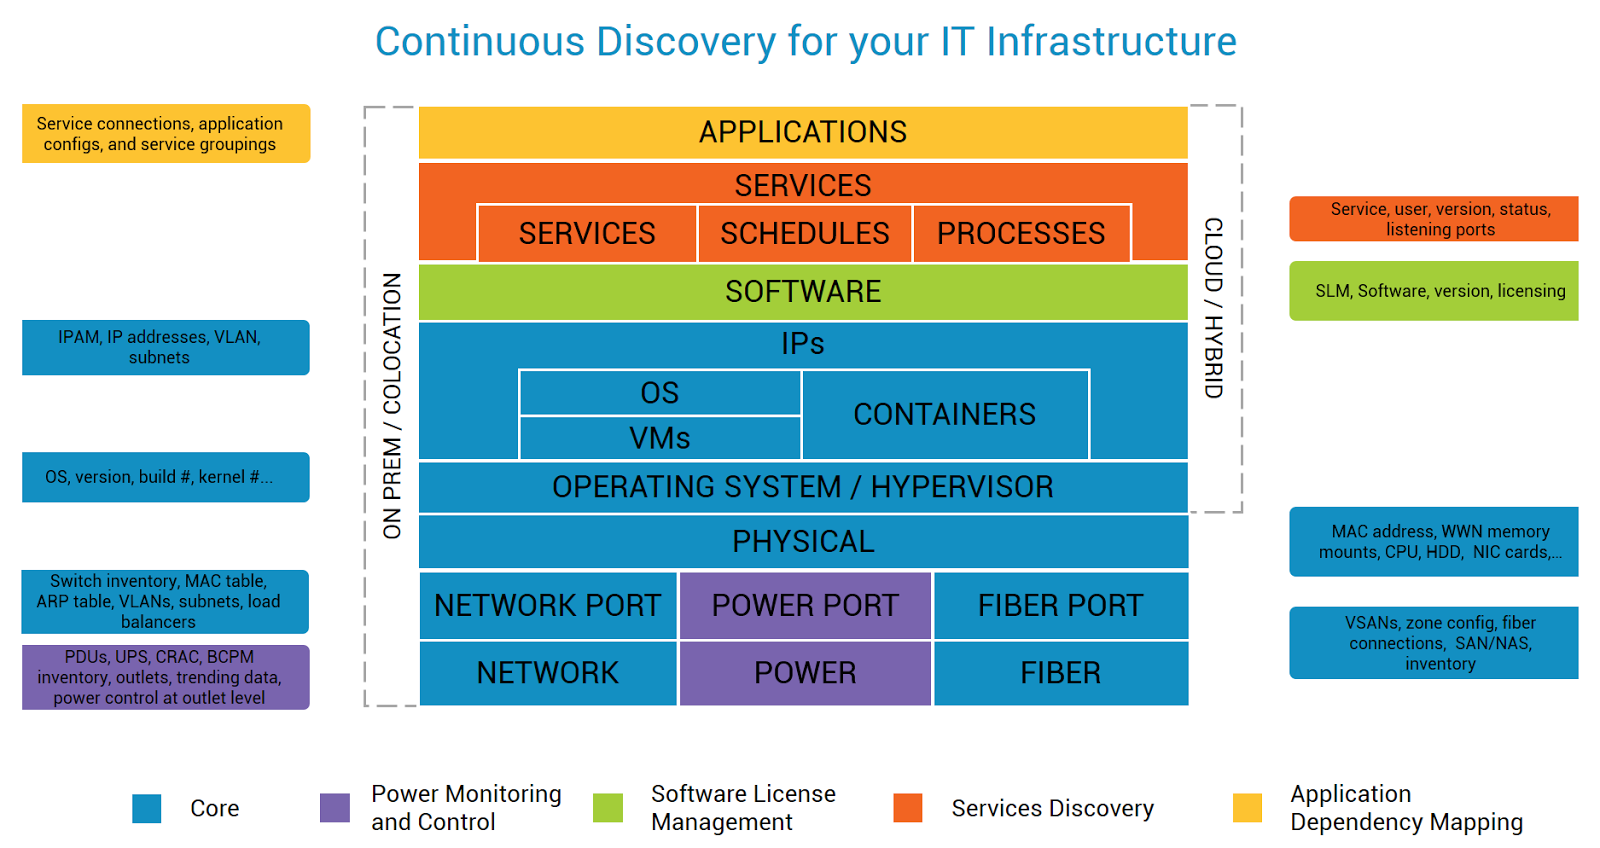 Continuous Discovery for your IT Infrastructure
Service connections, application
configs, and service groupings
IPAM, IP addresses, VLAN,
subnets
OS, version, build #, kernel #...
Switch inventory, MAC table,
ARP table, VLANs, subnets, load
balancers
PDUs, UPS, CRAC, BCPM
inventory, outlets, trending data,
power control at outlet level
ON PREM / COLOCATION
APPLICATIONS
SERVICES
SERVICES
SCHEDULES
PROCESSES
SOFTWARE
IPs
OS
VMs
CONTAINERS
OPERATING SYSTEM / HYPERVISOR
PHYSICAL
NETWORK PORT
POWER PORT
FIBER PORT
NETWORK
POWER
FIBER
CLOUD / HYBRID
Service, user, version, status,
listening ports
SLM, Software, version, licensing
MAC address, WWN memory
mounts, CPU, HDD, NIC cards,...
VSANs, zone config, fiber
connections, SAN/NAS,
inventory
Core
Power Monitoring
and Control
Software License
Management
Services Discovery
Application
Dependency Mapping